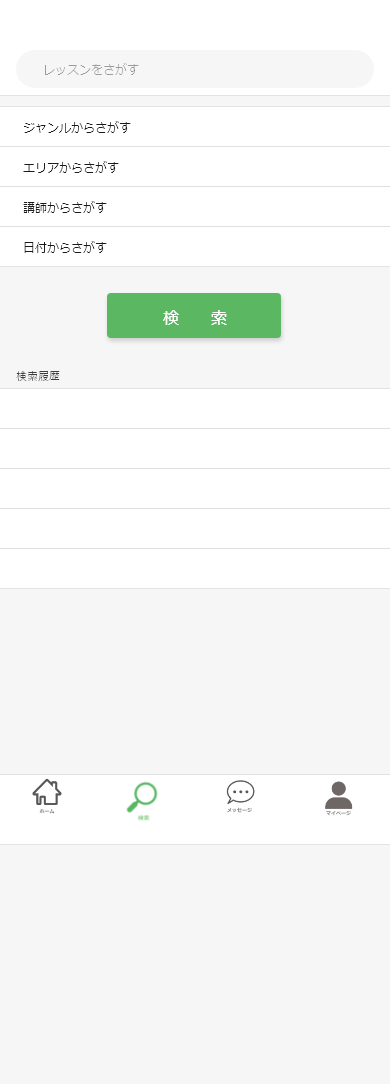 レッスンをさがす
ジャンルからさがす
エリアからさがす
講師からさがす
日付からさがす
検 索
検索履歴
ホーム
検索
メッセージ
マイページ